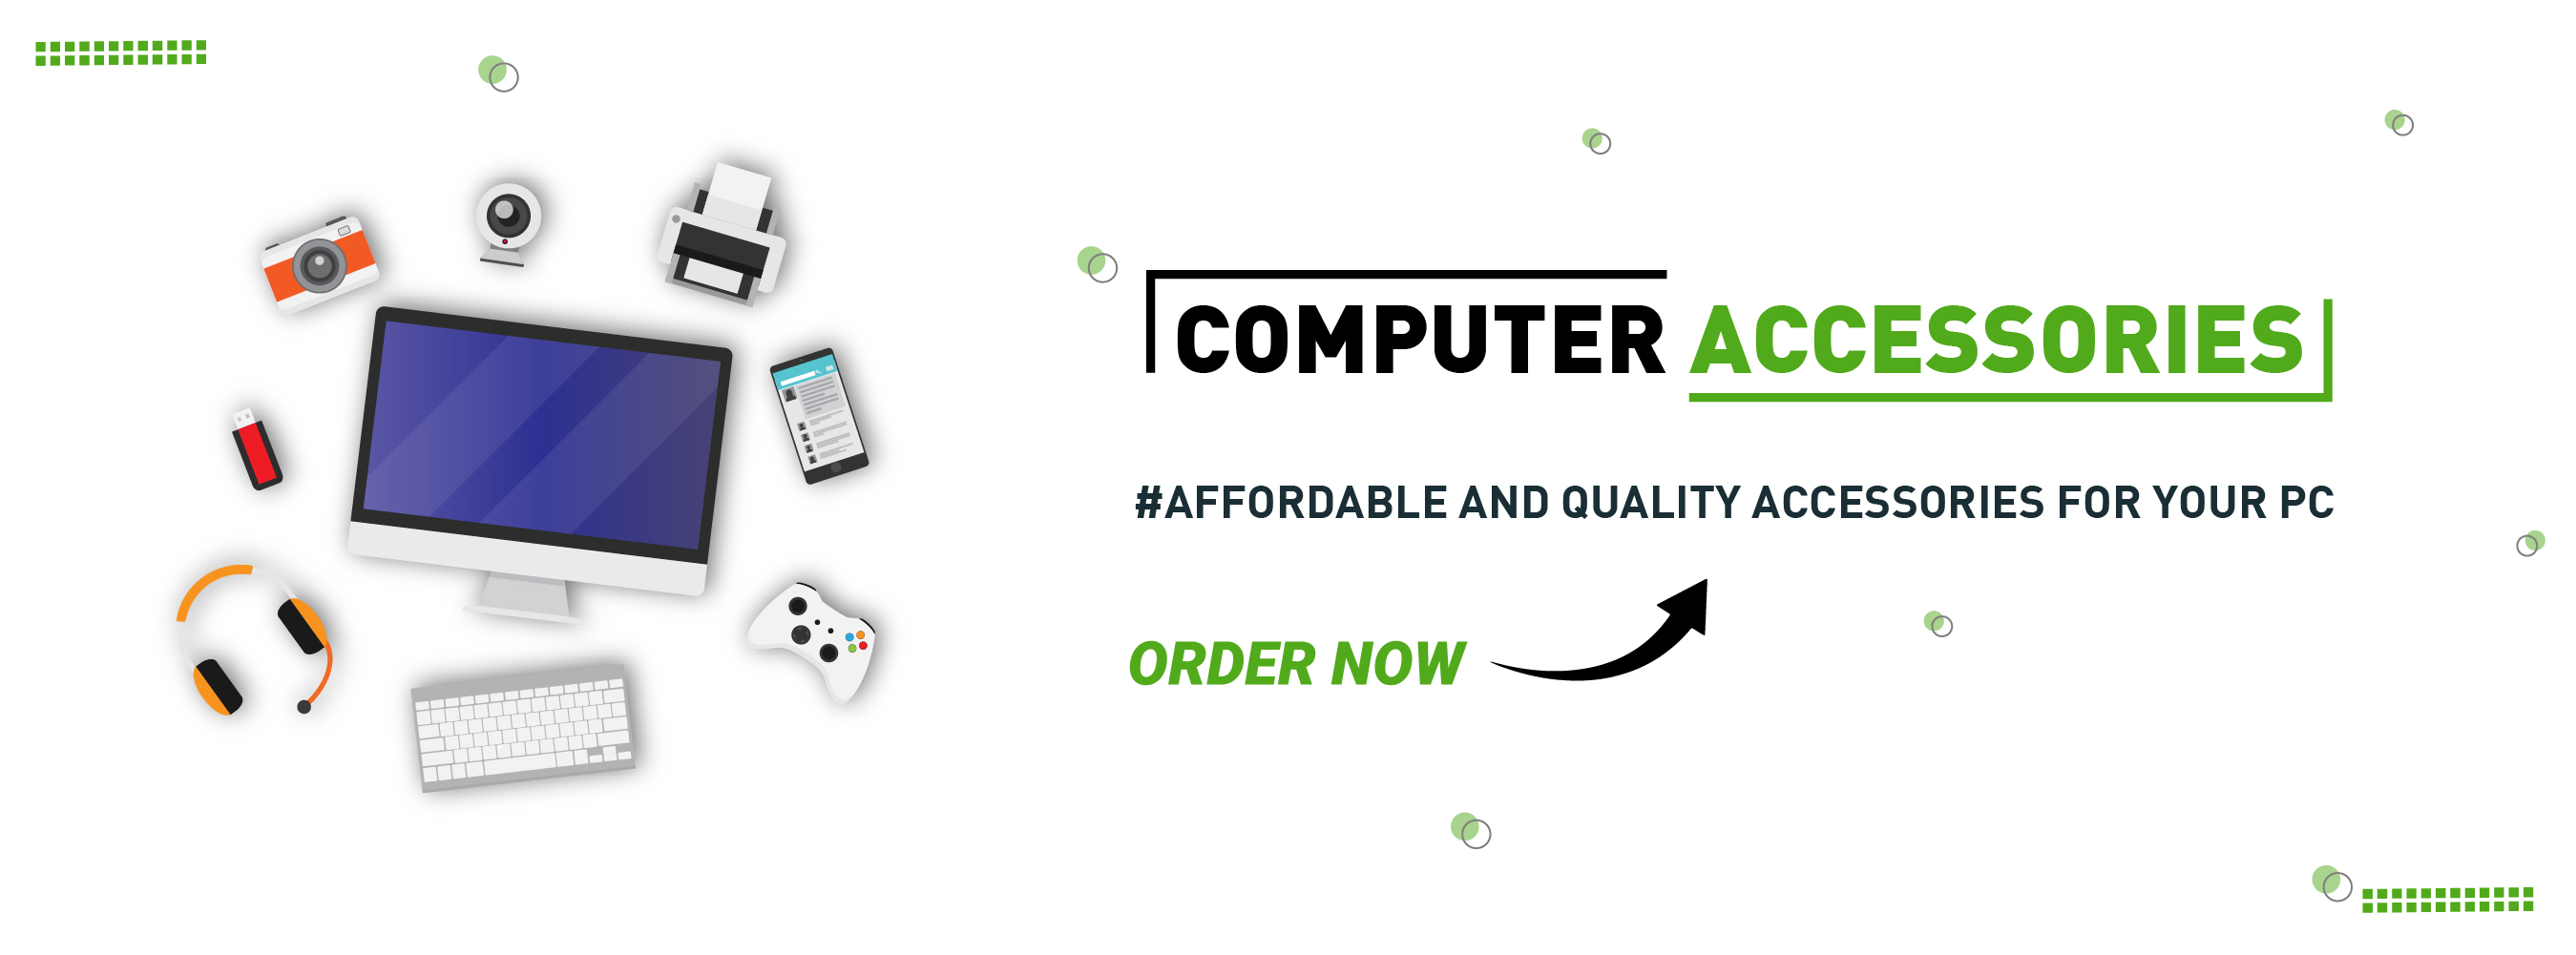 COMPUTER ACCESSORIES
#AFFORDABLE AND QUALITY ACCESSORIES FOR YOUR PC
ORDER NOW